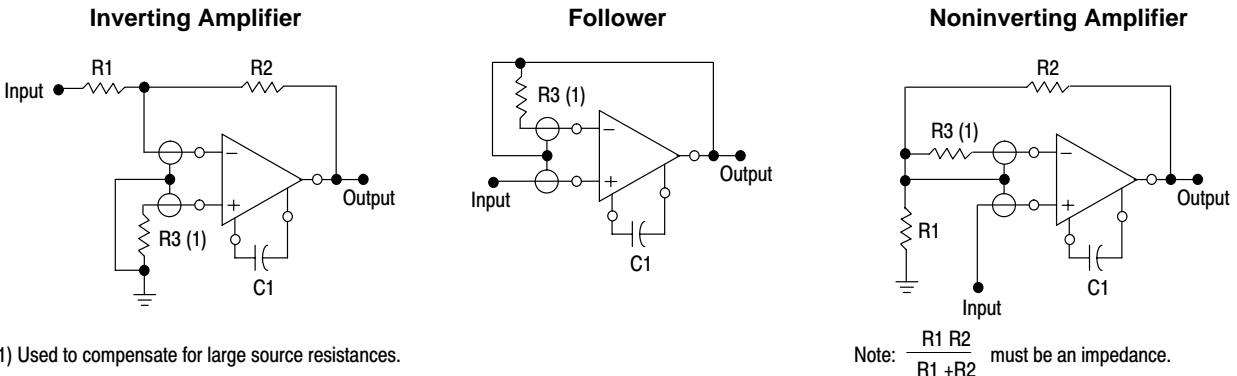 Inverting Amplifier
Follower
Noninverting Amplifier
R1
R2
Input
R3 (1)
−
+
Output
C1
R3 (1)
−
+
Input
Output
C1
R2
R3 (1)
−
+
R1
Output
C1
Input
1) Used to compensate for large source resistances.
Note: R1 R2
R1 +R2
must be an impedance.